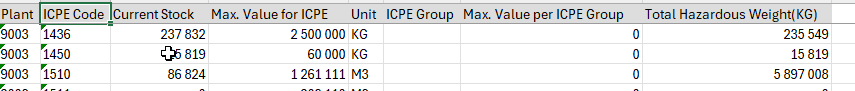 Plant ICPE Code Current Stock Max. Value for ICPE Unit ICPE Group Max. Value per ICPE Group Total Hazardous Weight(KG)
9003 1436 237 832 2 500 000 KG 0 235 549
9003 1450 5 819 60 000 KG 0 15 819
9003 1510 86 824 1 261 111 M3 0 5 897 008